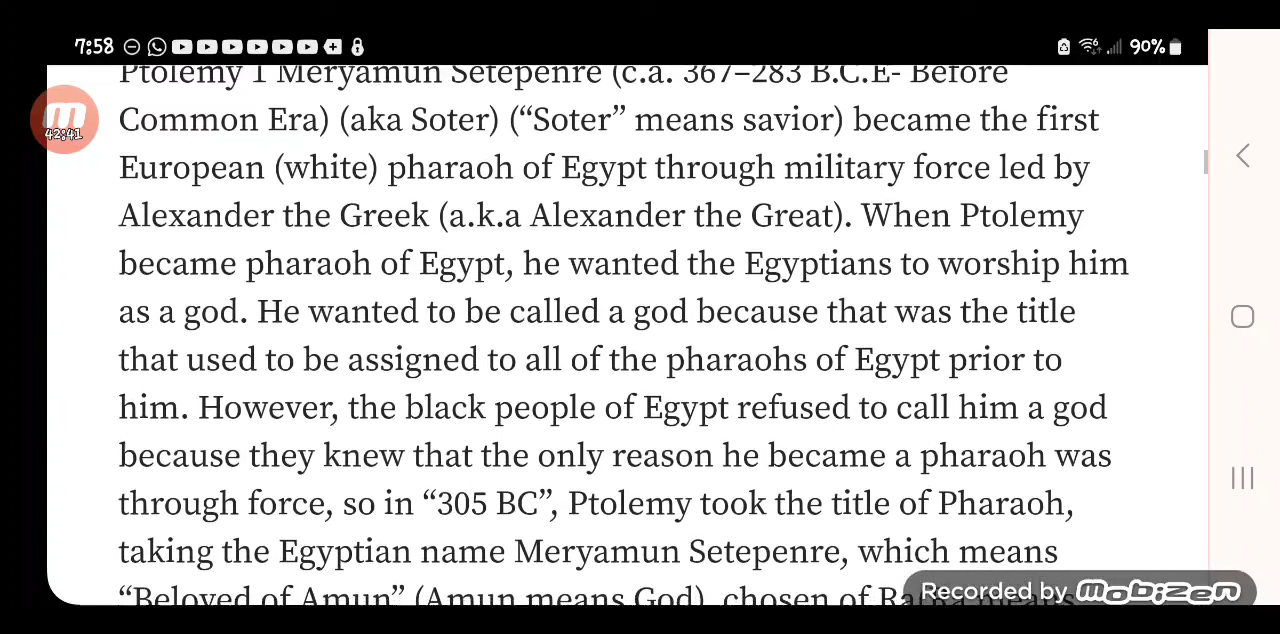 7:58
90%
42:41
Ptolemy 1 Meryamun Setepenre (c.a. 367–283 B.C.E- Before
Common Era) (aka Soter) (“Soter” means savior) became the first
European (white) pharaoh of Egypt through military force led by
Alexander the Greek (a.k.a Alexander the Great). When Ptolemy
became pharaoh of Egypt, he wanted the Egyptians to worship him
as a god. He wanted to be called a god because that was the title
that used to be assigned to all of the pharaohs of Egypt prior to
him. However, the black people of Egypt refused to call him a god
because they knew that the only reason he became a pharaoh was
through force, so in “305 BC”, Ptolemy took the title of Pharaoh,
taking the Egyptian name Meryamun Setepenre, which means
“Beloved of Amun” (Amun means God), chosen of
Recorded by mobizen